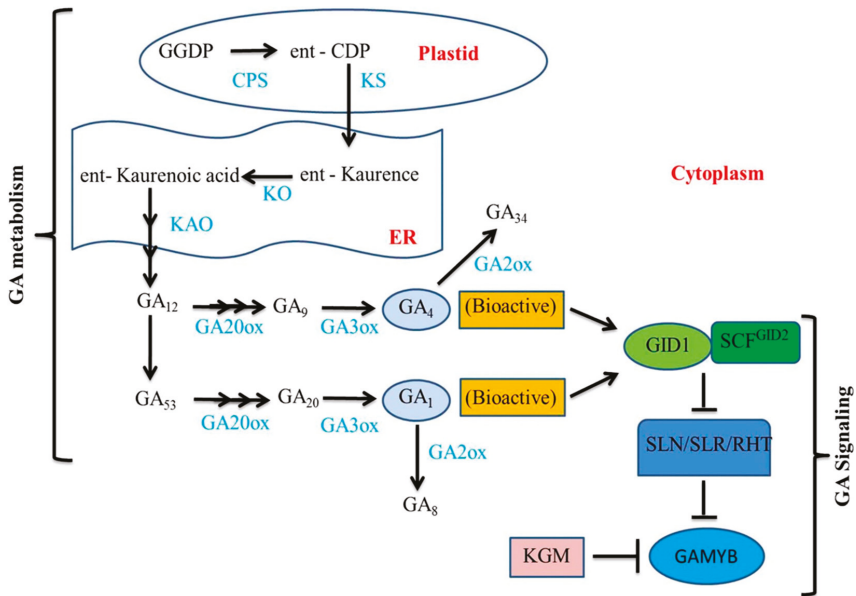 GGDP
ent - CDP
Plastid
CPS
KS
GA metabolism
ent- Kaurenoic acid
ent - Kaurence
KO
KAO
ER
Cytoplasm
GA34
GA2ox
GA12
GA20ox
GA9
GA3ox
GA4
(Bioactive)
GID1
SCFGID2
GA53
GA20ox
GA20
GA3ox
GA1
(Bioactive)
GA2ox
GA8
SLN/SLR/RHT
GA Signaling
KGM
GAMYB